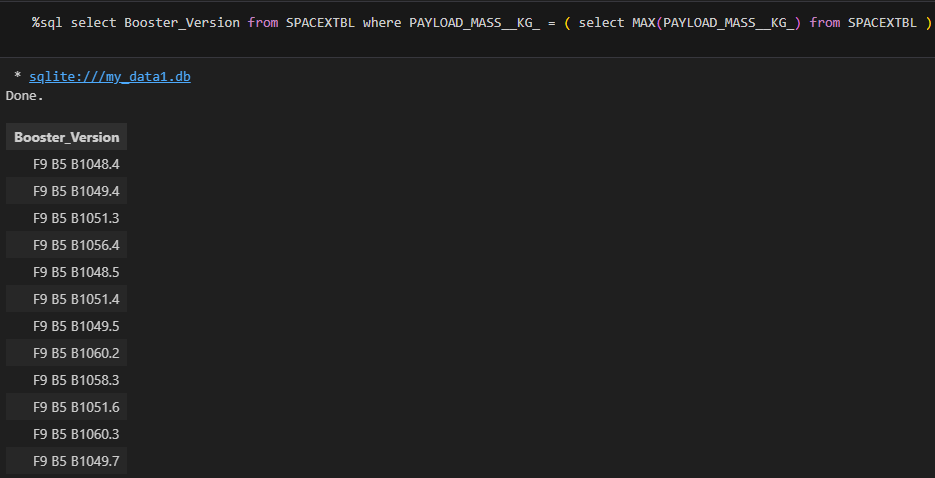 %sql select Booster_Version from SPACEXTBL where PAYLOAD_MASS__KG_ = ( select MAX(PAYLOAD_MASS__KG_) from SPACEXTBL )
* sqlite:///my_data1.db
Done.
Booster_Version
F9 B5 B1048.4
F9 B5 B1049.4
F9 B5 B1051.3
F9 B5 B1056.4
F9 B5 B1048.5
F9 B5 B1051.4
F9 B5 B1049.5
F9 B5 B1060.2
F9 B5 B1058.3
F9 B5 B1051.6
F9 B5 B1060.3
F9 B5 B1049.7